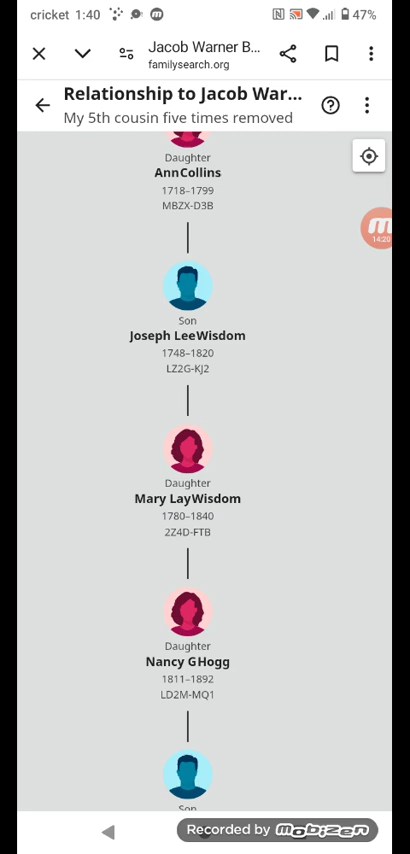 cricket 1:40
47%
Jacob Warner B...
familysearch.org
Relationship to Jacob War...
My 5th cousin five times removed
Daughter
AnnCollins
1718–1799
MBZX-D3B
14:20
Son
Joseph LeeWisdom
1748–1820
LZ2G-KJ2
Daughter
Mary LayWisdom
1780–1840
2Z4D-FTB
Daughter
Nancy GHogg
1811–1892
LD2M-MQ1
Son
Recorded by mobizen